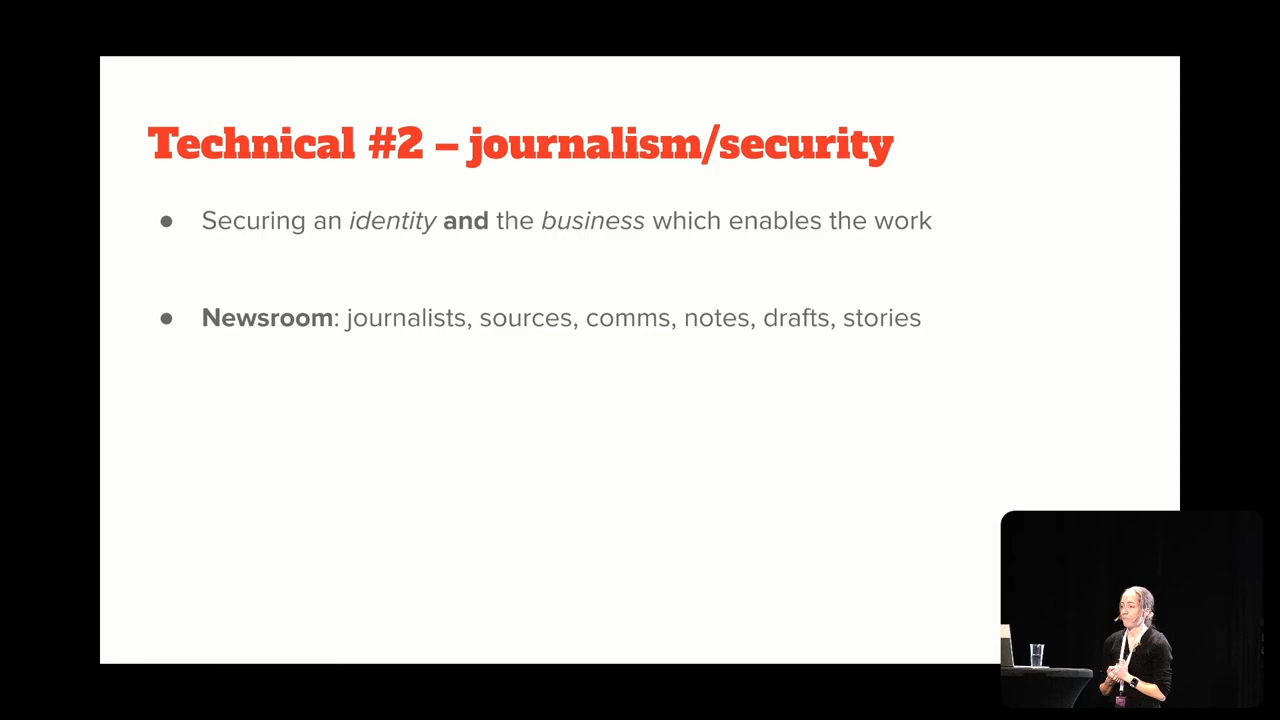 Technical #2 – journalism/security
● Securing an identity and the business which enables the work
● Newsroom: journalists, sources, comms, notes, drafts, stories